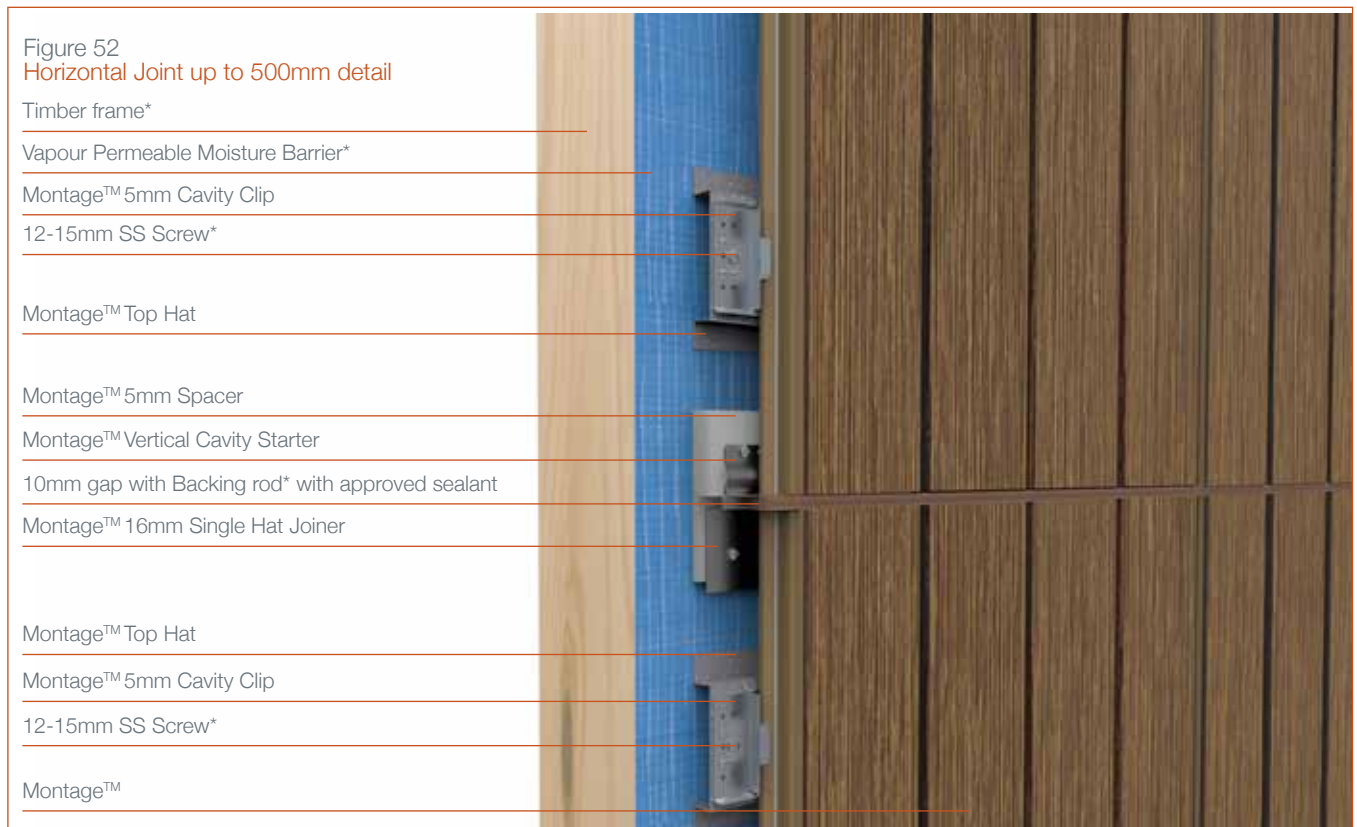 Figure 52
Horizontal Joint up to 500mm detail
Timber frame*
Vapour Permeable Moisture Barrier*
Montage™ 5mm Cavity Clip
12-15mm SS Screw*
Montage™ Top Hat
Montage™ 5mm Spacer
Montage™ Vertical Cavity Starter
10mm gap with Backing rod* with approved sealant
Montage™ 16mm Single Hat Joiner
Montage™ Top Hat
Montage™ 5mm Cavity Clip
12-15mm SS Screw*
Montage™